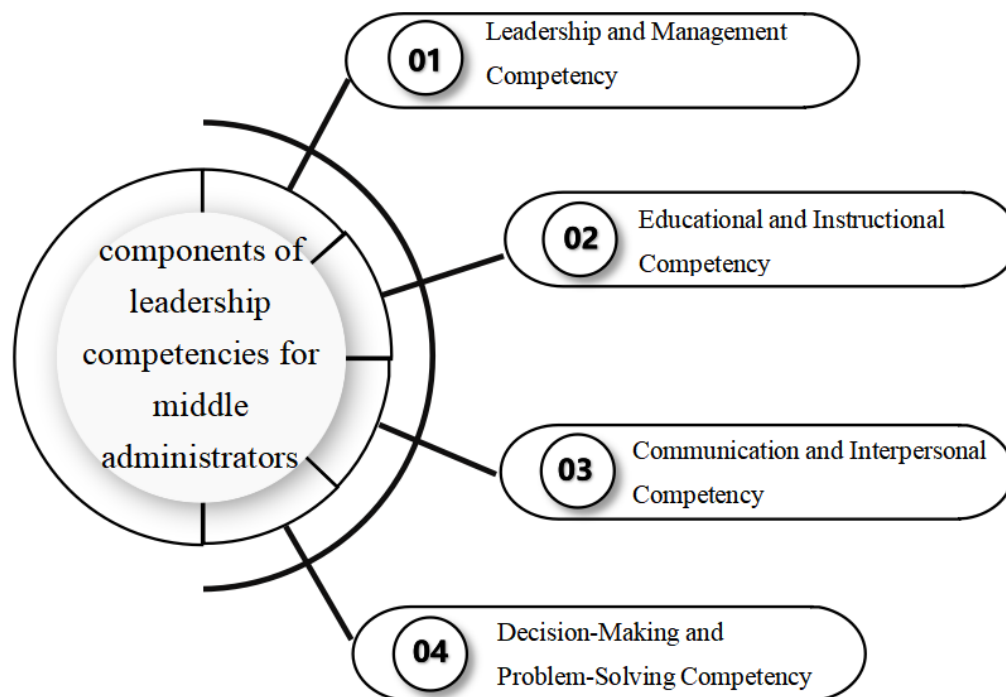 components of
leadership
competencies for
middle
administrators
01
Leadership and Management
Competency
02
Educational and Instructional
Competency
03
Communication and Interpersonal
Competency
04
Decision-Making and
Problem-Solving Competency